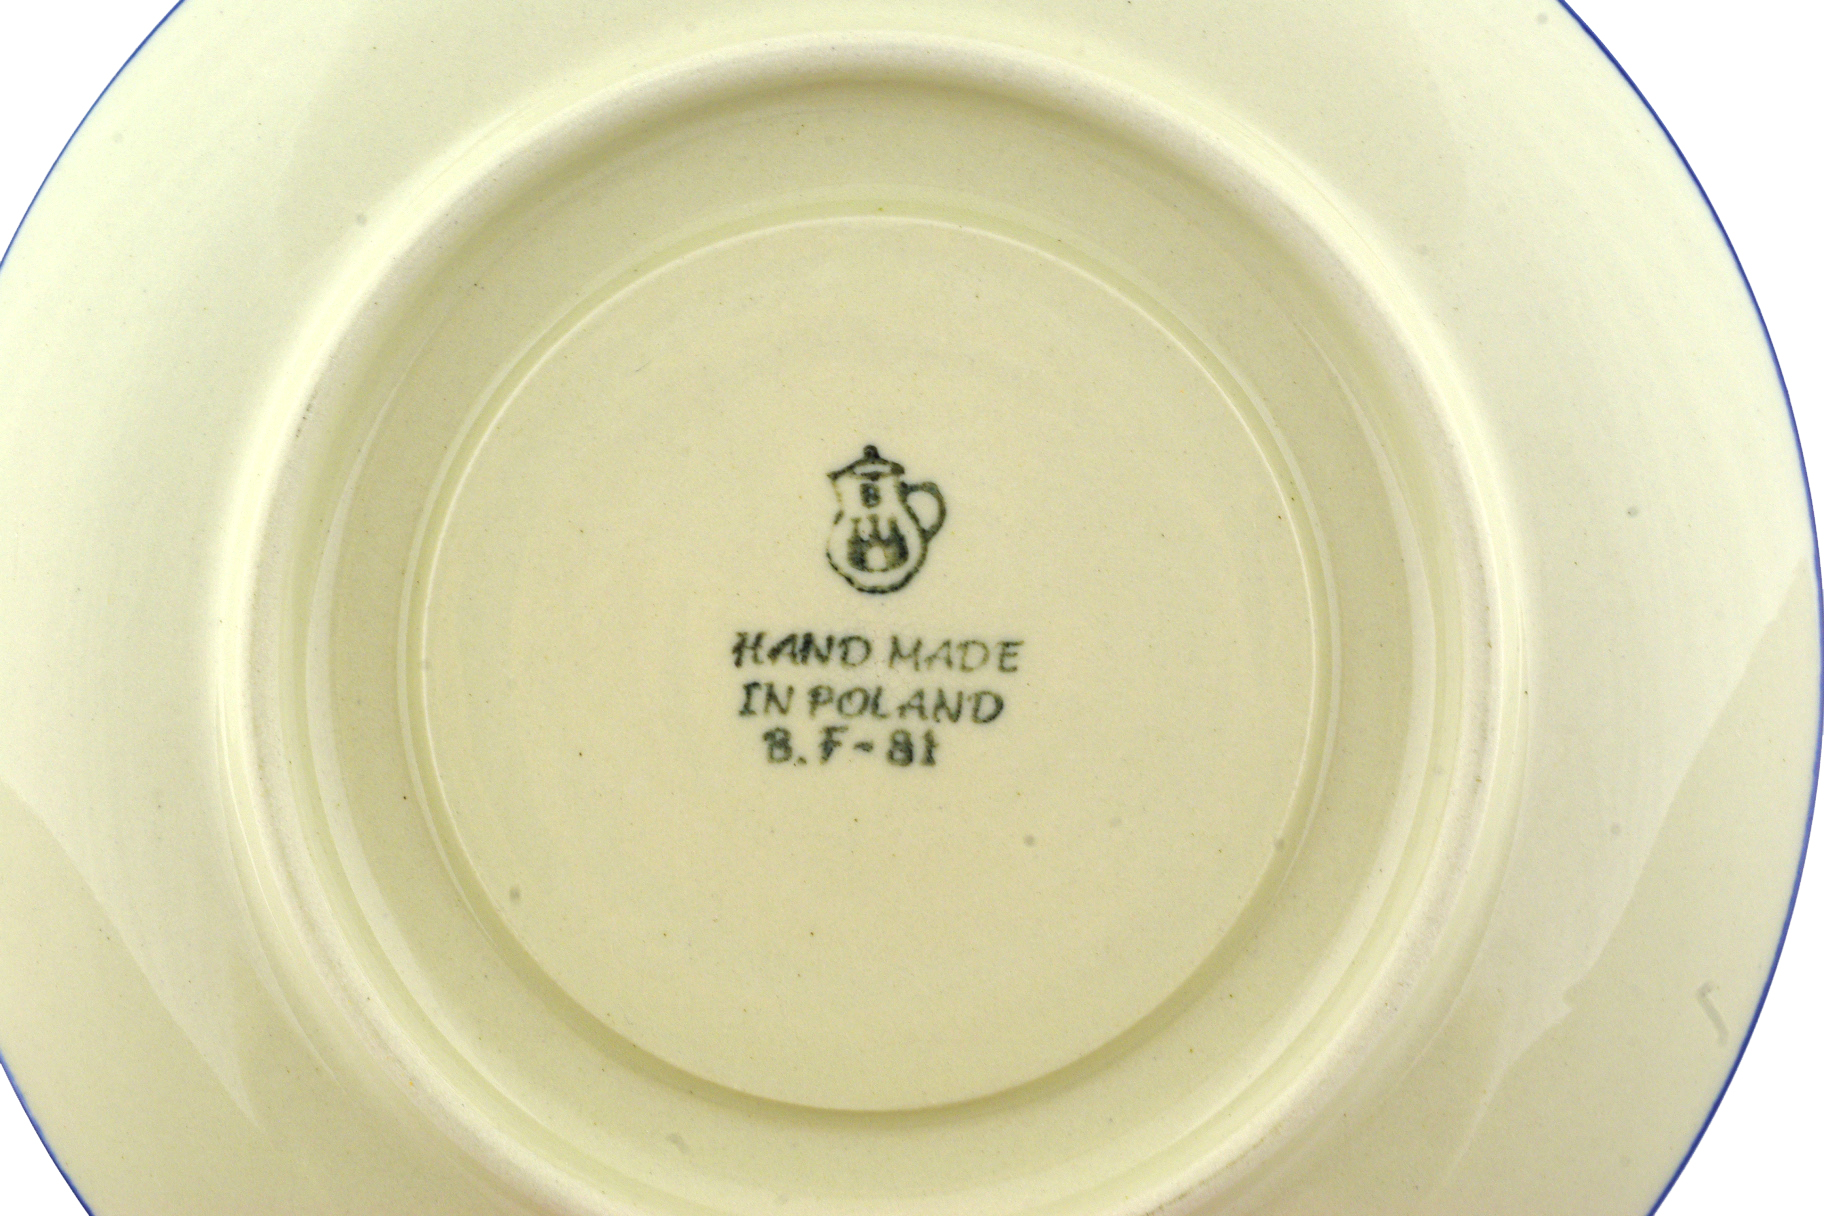 B
HAND MADE
IN POLAND
B.F-81